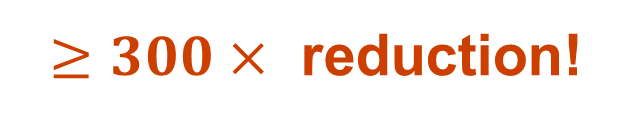 ≥ 300 × reduction!